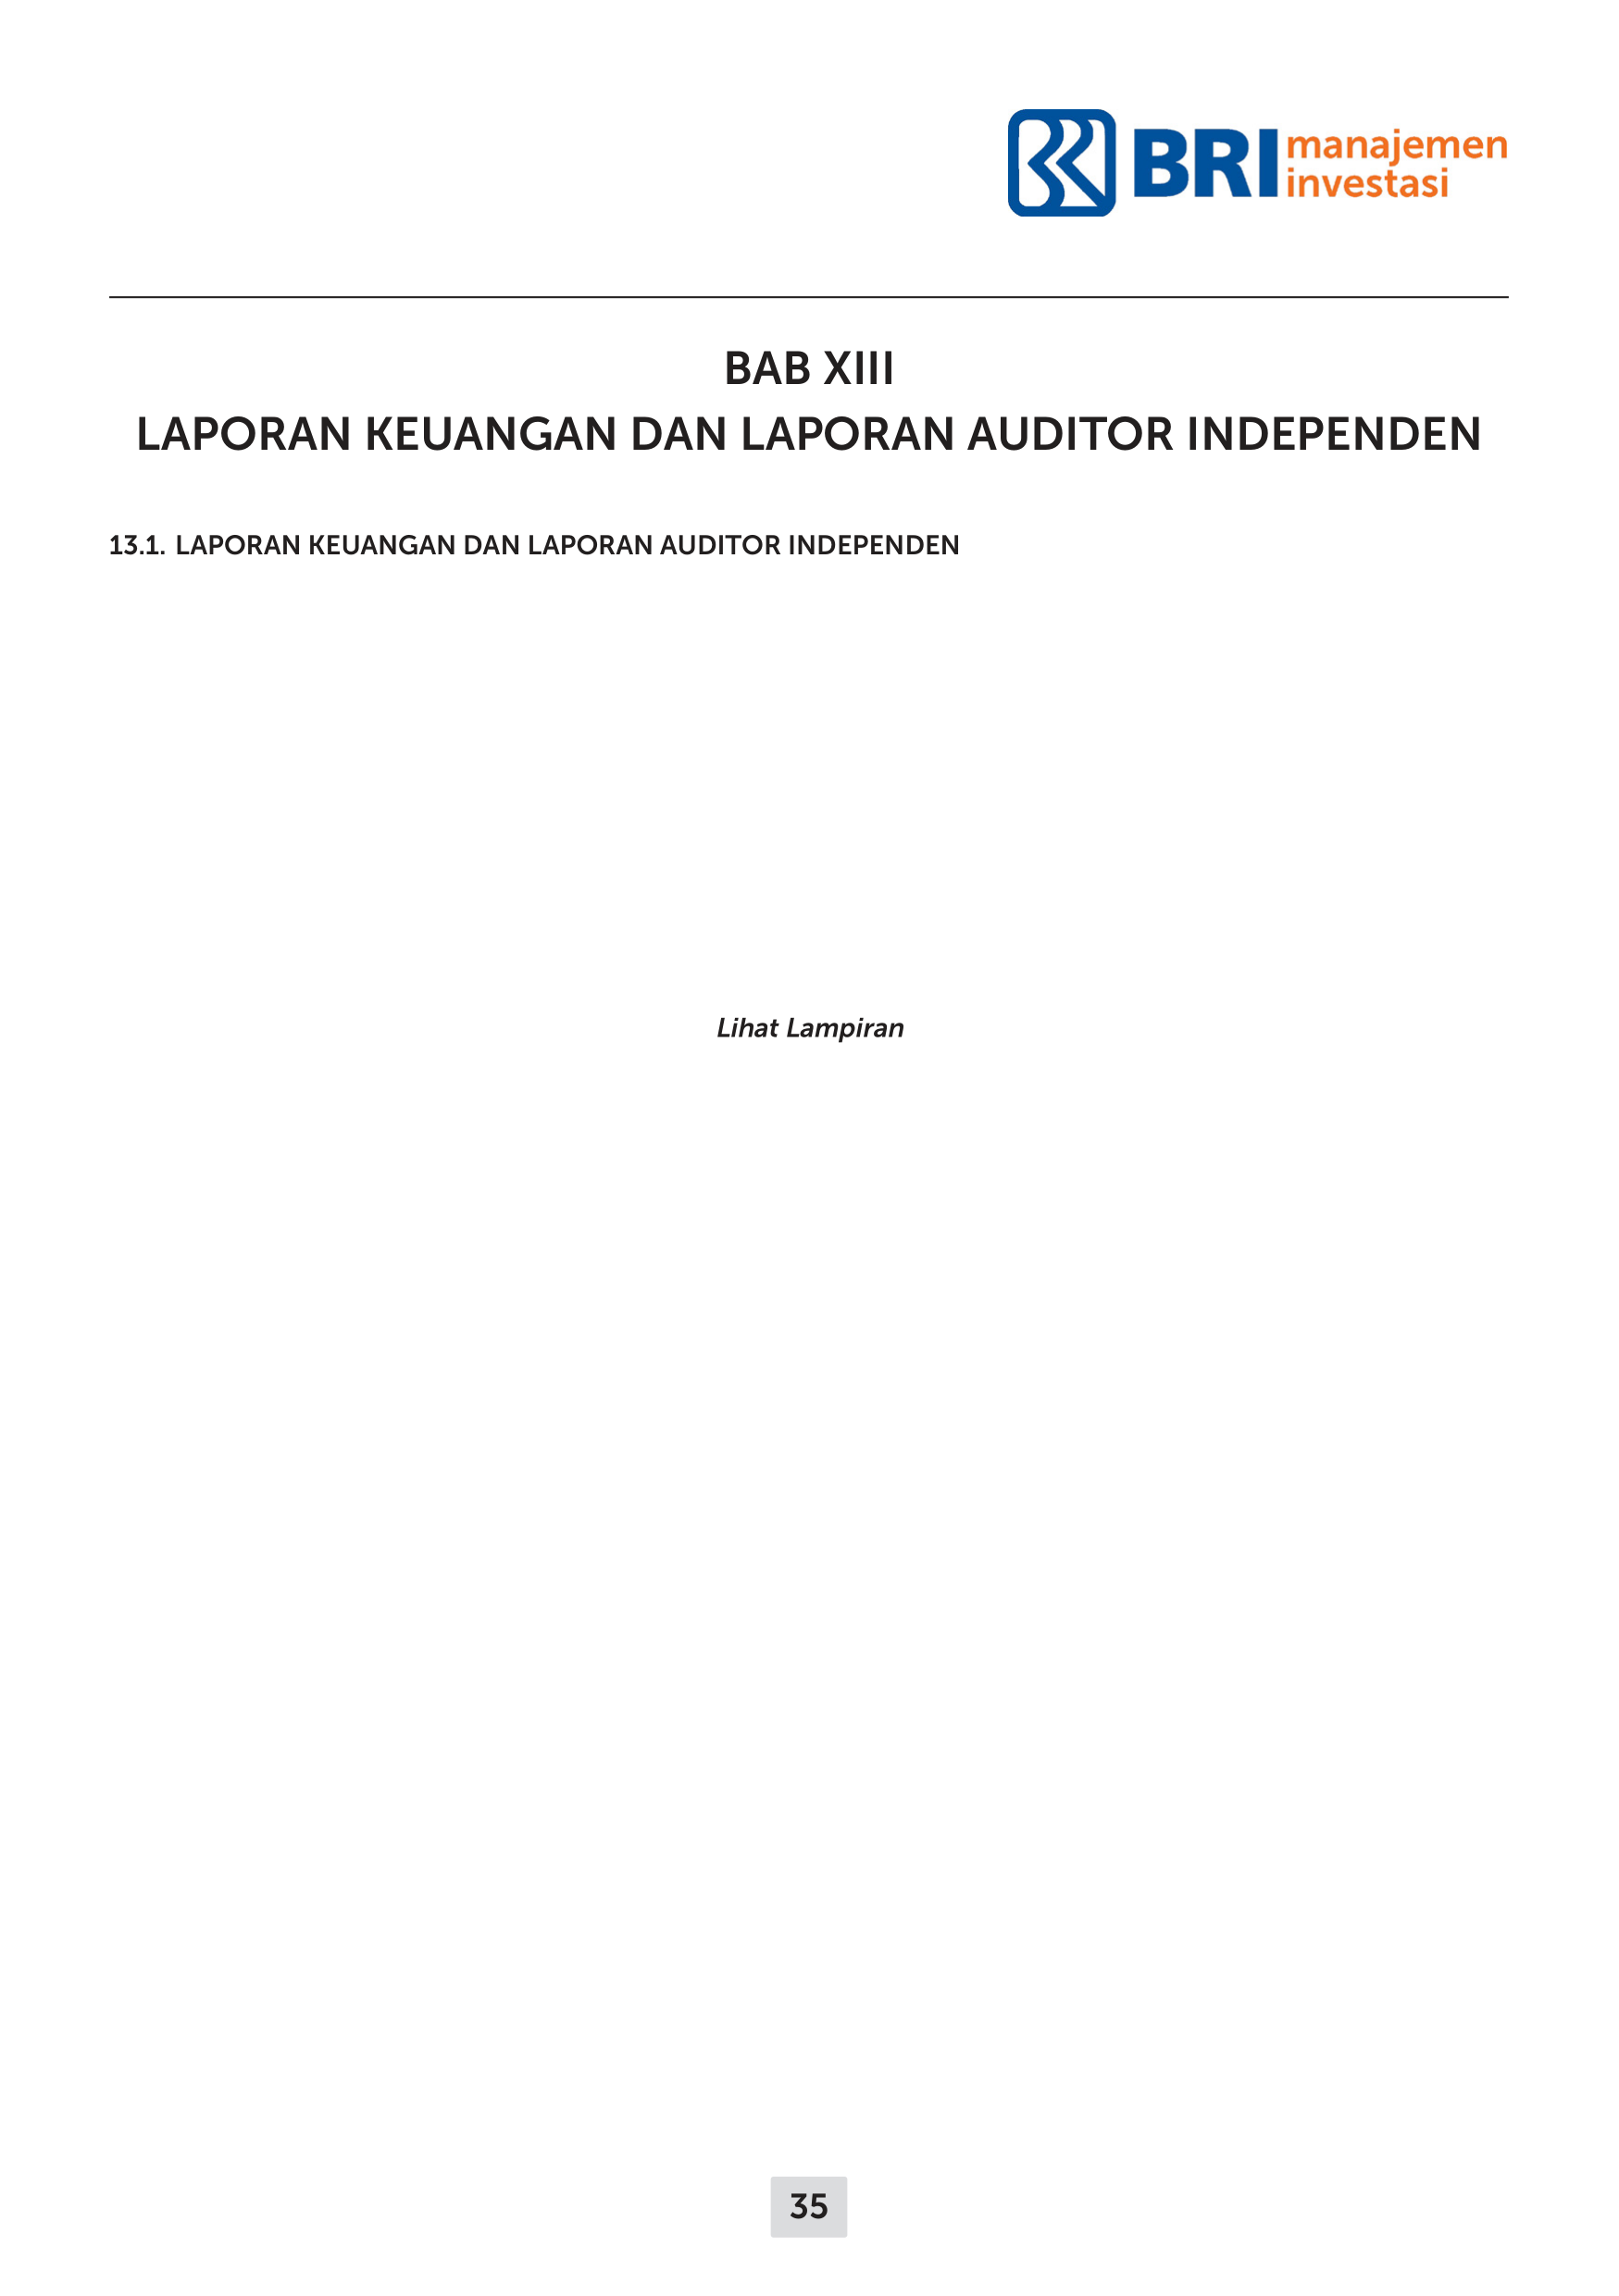 BRI manajemen
investasi
BAB XIII
LAPORAN KEUANGAN DAN LAPORAN AUDITOR INDEPENDEN
13.1. LAPORAN KEUANGAN DAN LAPORAN AUDITOR INDEPENDEN
Lihat Lampiran
35